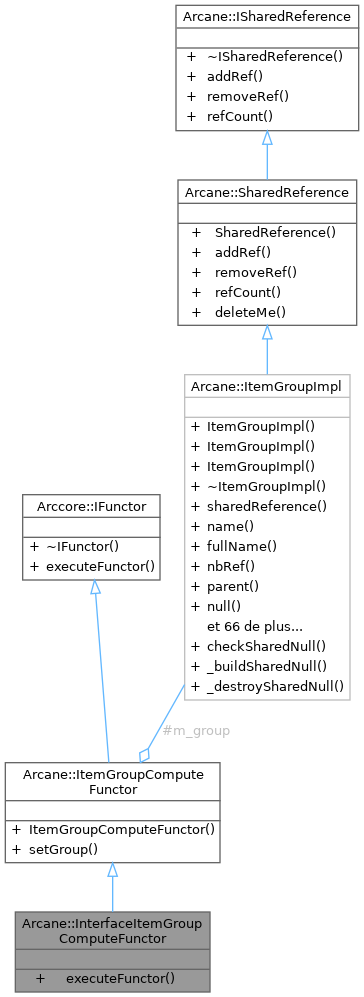 Arcane::ISharedReference
+ ~ISharedReference()
+ addRef()
+ removeRef()
+ refCount()
Arcane::SharedReference
+ SharedReference()
+ addRef()
+ removeRef()
+ refCount()
+ deleteMe()
Arcane::ItemGroupImpl
+ ItemGroupImpl()
+ ItemGroupImpl()
+ ItemGroupImpl()
+ ~ItemGroupImpl()
+ sharedReference()
+ name()
+ fullName()
+ nbRef()
+ parent()
+ null()
et 66 de plus...
+ checkSharedNull()
+ _buildSharedNull()
+ _destroySharedNull()
Arccore::IFunctor
+ ~IFunctor()
+ executeFunctor()
#m_group
Arcane::ItemGroupCompute
Functor
+ ItemGroupComputeFunctor()
+ setGroup()
Arcane::InterfaceItemGroup
ComputeFunctor
+ executeFunctor()